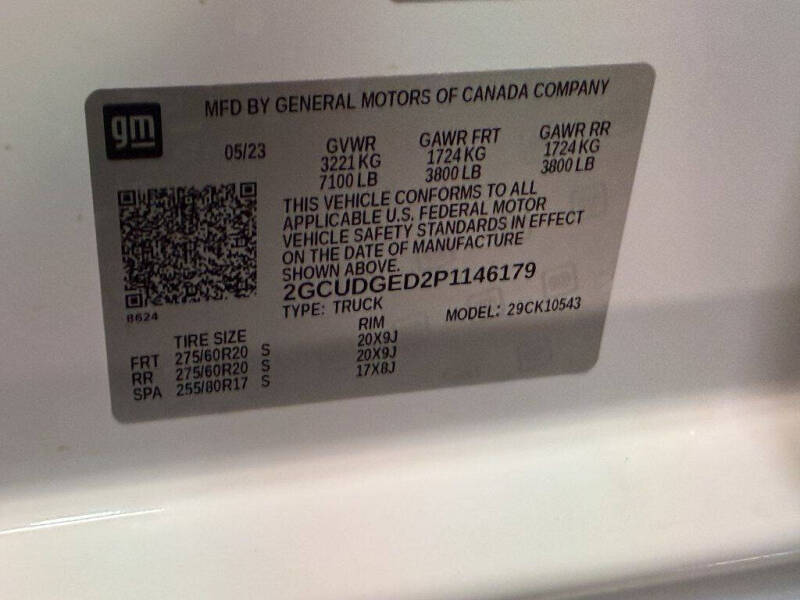 gm
MFD BY GENERAL MOTORS OF CANADA COMPANY
05/23 GVWR GAWR FRT GAWR RR
3221 KG 1724 KG 1724 KG
7100 LB 3800 LB 3800 LB
THIS VEHICLE CONFORMS TO ALL
APPLICABLE U.S. FEDERAL MOTOR
VEHICLE SAFETY STANDARDS IN EFFECT
ON THE DATE OF MANUFACTURE
SHOWN ABOVE.
2GCUDGED2P1146179
TYPE: TRUCK MODEL: 29CK10543
8624
TIRE SIZE RIM
FRT 275/60R20 S 20X9J
RR 275/60R20 S 20X9J
SPA 255/80R17 S 17X8J